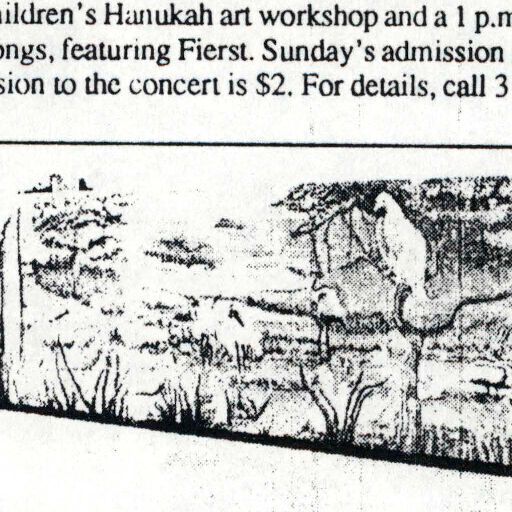 ildren's Hanukah art workshop and a 1 p.m
ongs, featuring Fierst. Sunday's admission
sion to the concert is $2. For details, call 3